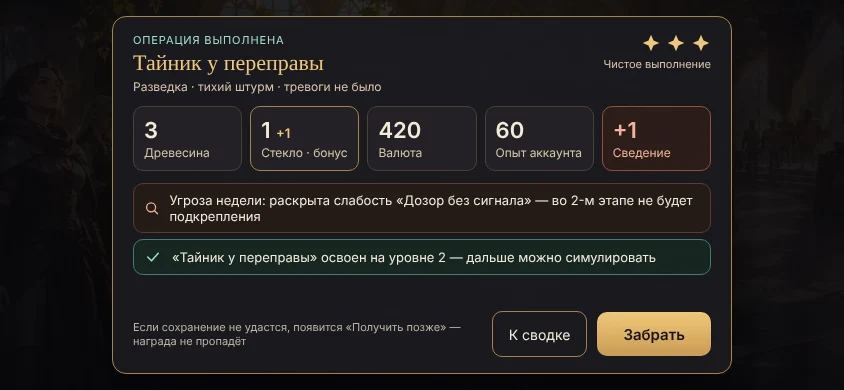 ОПЕРАЦИЯ ВЫПОЛНЕНА
Тайник у переправы
Чистое выполнение
Разведка · тихий штурм · тревоги не было
3
Древесина
1 +1
Стекло · бонус
420
Валюта
60
Опыт аккаунта
+1
Сведение
Угроза недели: раскрыта слабость «Дозор без сигнала» — во 2-м этапе не будет
подкрепления
«Тайник у переправы» освоен на уровне 2 — дальше можно симулировать
Если сохранение не удастся, появится «Получить позже» —
награда не пропадёт
К сводке
Забрать